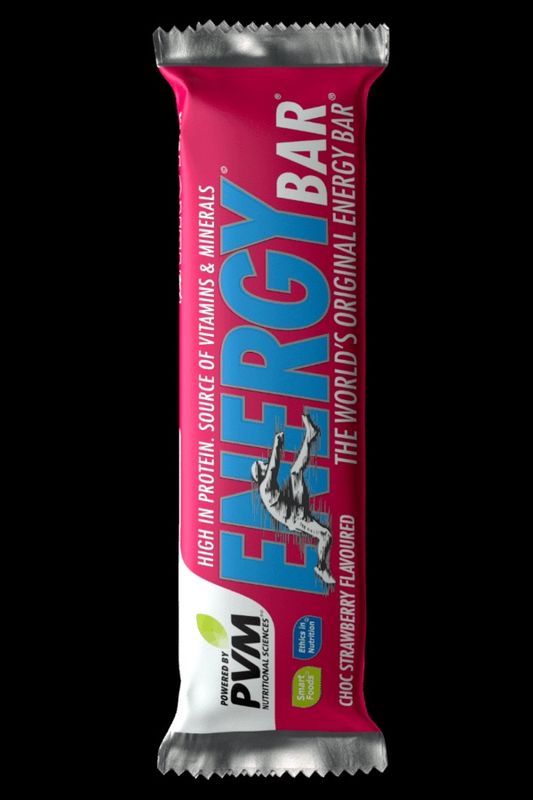 HIGH IN PROTEIN. SOURCE OF VITAMINS & MINERALS
ENERGY®
BAR®
THE WORLD'S ORIGINAL ENERGY BAR®
POWERED BY
PVM
NUTRITIONAL SCIENCES
Ethics in
Nutrition
Smart
Foods
CHOC STRAWBERRY FLAVOURED